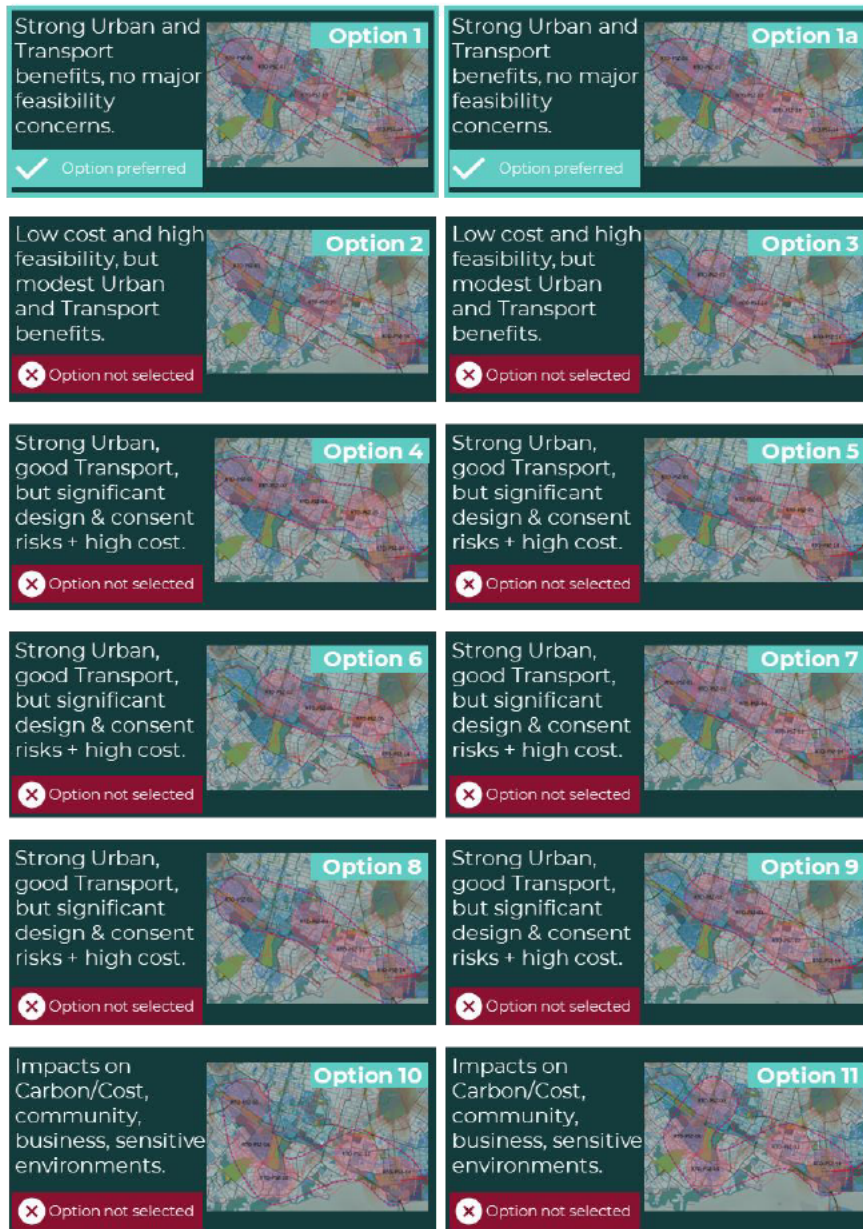 Strong Urban and
Transport
benefits, no major
feasibility
concerns.
Option preferred
Option 1
Strong Urban and
Transport
benefits, no major
feasibility
concerns.
Option preferred
Option 1a
Low cost and high
feasibility, but
modest Urban
and Transport
benefits.
Option not selected
Option 2
Low cost and high
feasibility, but
modest Urban
and Transport
benefits.
Option not selected
Option 3
Strong Urban,
good Transport,
but significant
design & consent
risks + high cost.
Option not selected
Option 4
Strong Urban,
good Transport,
but significant
design & consent
risks + high cost.
Option not selected
Option 5
Strong Urban,
good Transport,
but significant
design & consent
risks + high cost.
Option not selected
Option 6
Strong Urban,
good Transport,
but significant
design & consent
risks + high cost.
Option not selected
Option 7
Strong Urban,
good Transport,
but significant
design & consent
risks + high cost.
Option not selected
Option 8
Strong Urban,
good Transport,
but significant
design & consent
risks + high cost.
Option not selected
Option 9
Impacts on
Carbon/Cost,
community,
business, sensitive
environments.
Option not selected
Option 10
Impacts on
Carbon/Cost,
community,
business, sensitive
environments.
Option not selected
Option 11